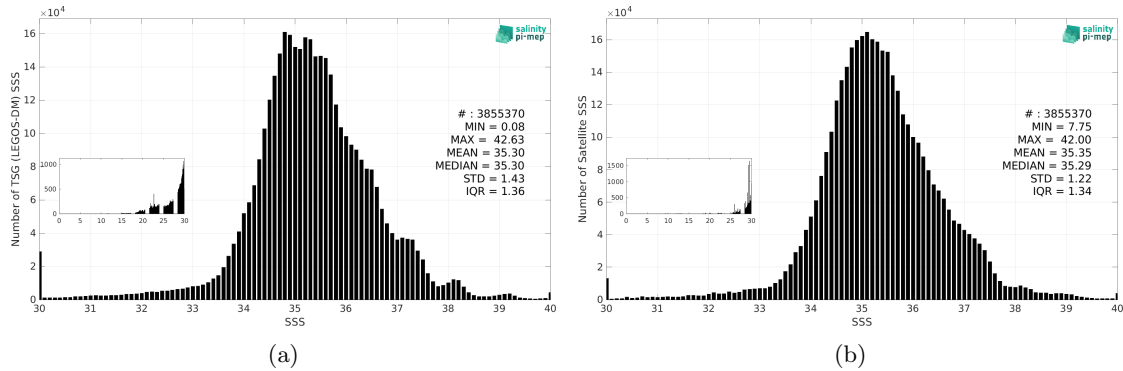 ×10⁴
salinity
pi-mep
16
14
12
10
8
6
4
2
0
Number of TSG (LEGOS-DM) SSS
# : 3855370
MIN = 0.08
MAX = 42.63
MEAN = 35.30
MEDIAN = 35.30
STD = 1.43
IQR = 1.36
1000
500
0
0 5 10 15 20 25 30
30 31 32 33 34 35 36 37 38 39 40
SSS
(a)
×10⁴
salinity
pi-mep
16
14
12
10
8
6
4
2
0
Number of Satellite SSS
# : 3855370
MIN = 7.75
MAX = 42.00
MEAN = 35.35
MEDIAN = 35.29
STD = 1.22
IQR = 1.34
1500
1000
500
0
0 5 10 15 20 25 30
30 31 32 33 34 35 36 37 38 39 40
SSS
(b)